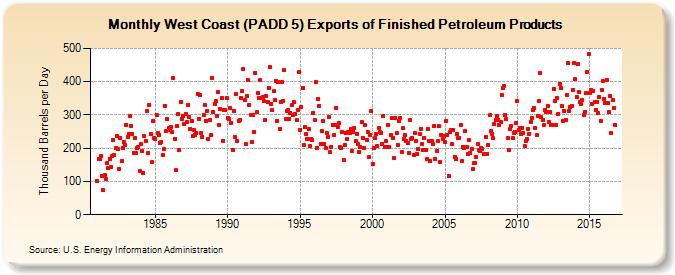 Monthly West Coast (PADD 5) Exports of Finished Petroleum Products
Thousand Barrels per Day
500
400
300
200
100
0
1985 1990 1995 2000 2005 2010 2015
Source: U.S. Energy Information Administration